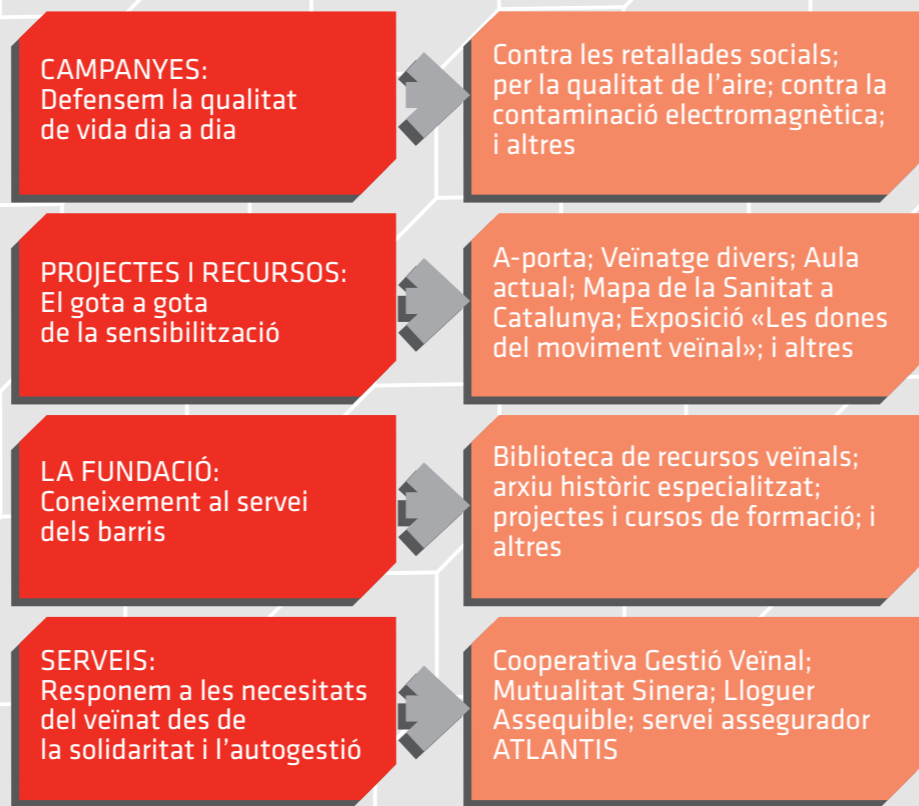 CAMPANYES:
Defensem la qualitat
de vida dia a dia
Contra les retallades socials;
per la qualitat de l'aire; contra la
contaminació electromagnètica;
i altres
PROJECTES I RECURSOS:
El gota a gota
de la sensibilització
A-porta; Veïnatge divers; Aula
actual; Mapa de la Sanitat a
Catalunya; Exposició «Les dones
del moviment veïnal»; i altres
LA FUNDACIÓ:
Coneixement al servei
dels barris
Biblioteca de recursos veïnals;
arxiu històric especialitzat;
projectes i cursos de formació; i
altres
SERVEIS:
Responem a les necesitats
del veïnat des de
la solidaritat i l'autogestió
Cooperativa Gestió Veïnal;
Mutualitat Sinera; Lloguer
Assequible; servei assegurador
ATLANTIS